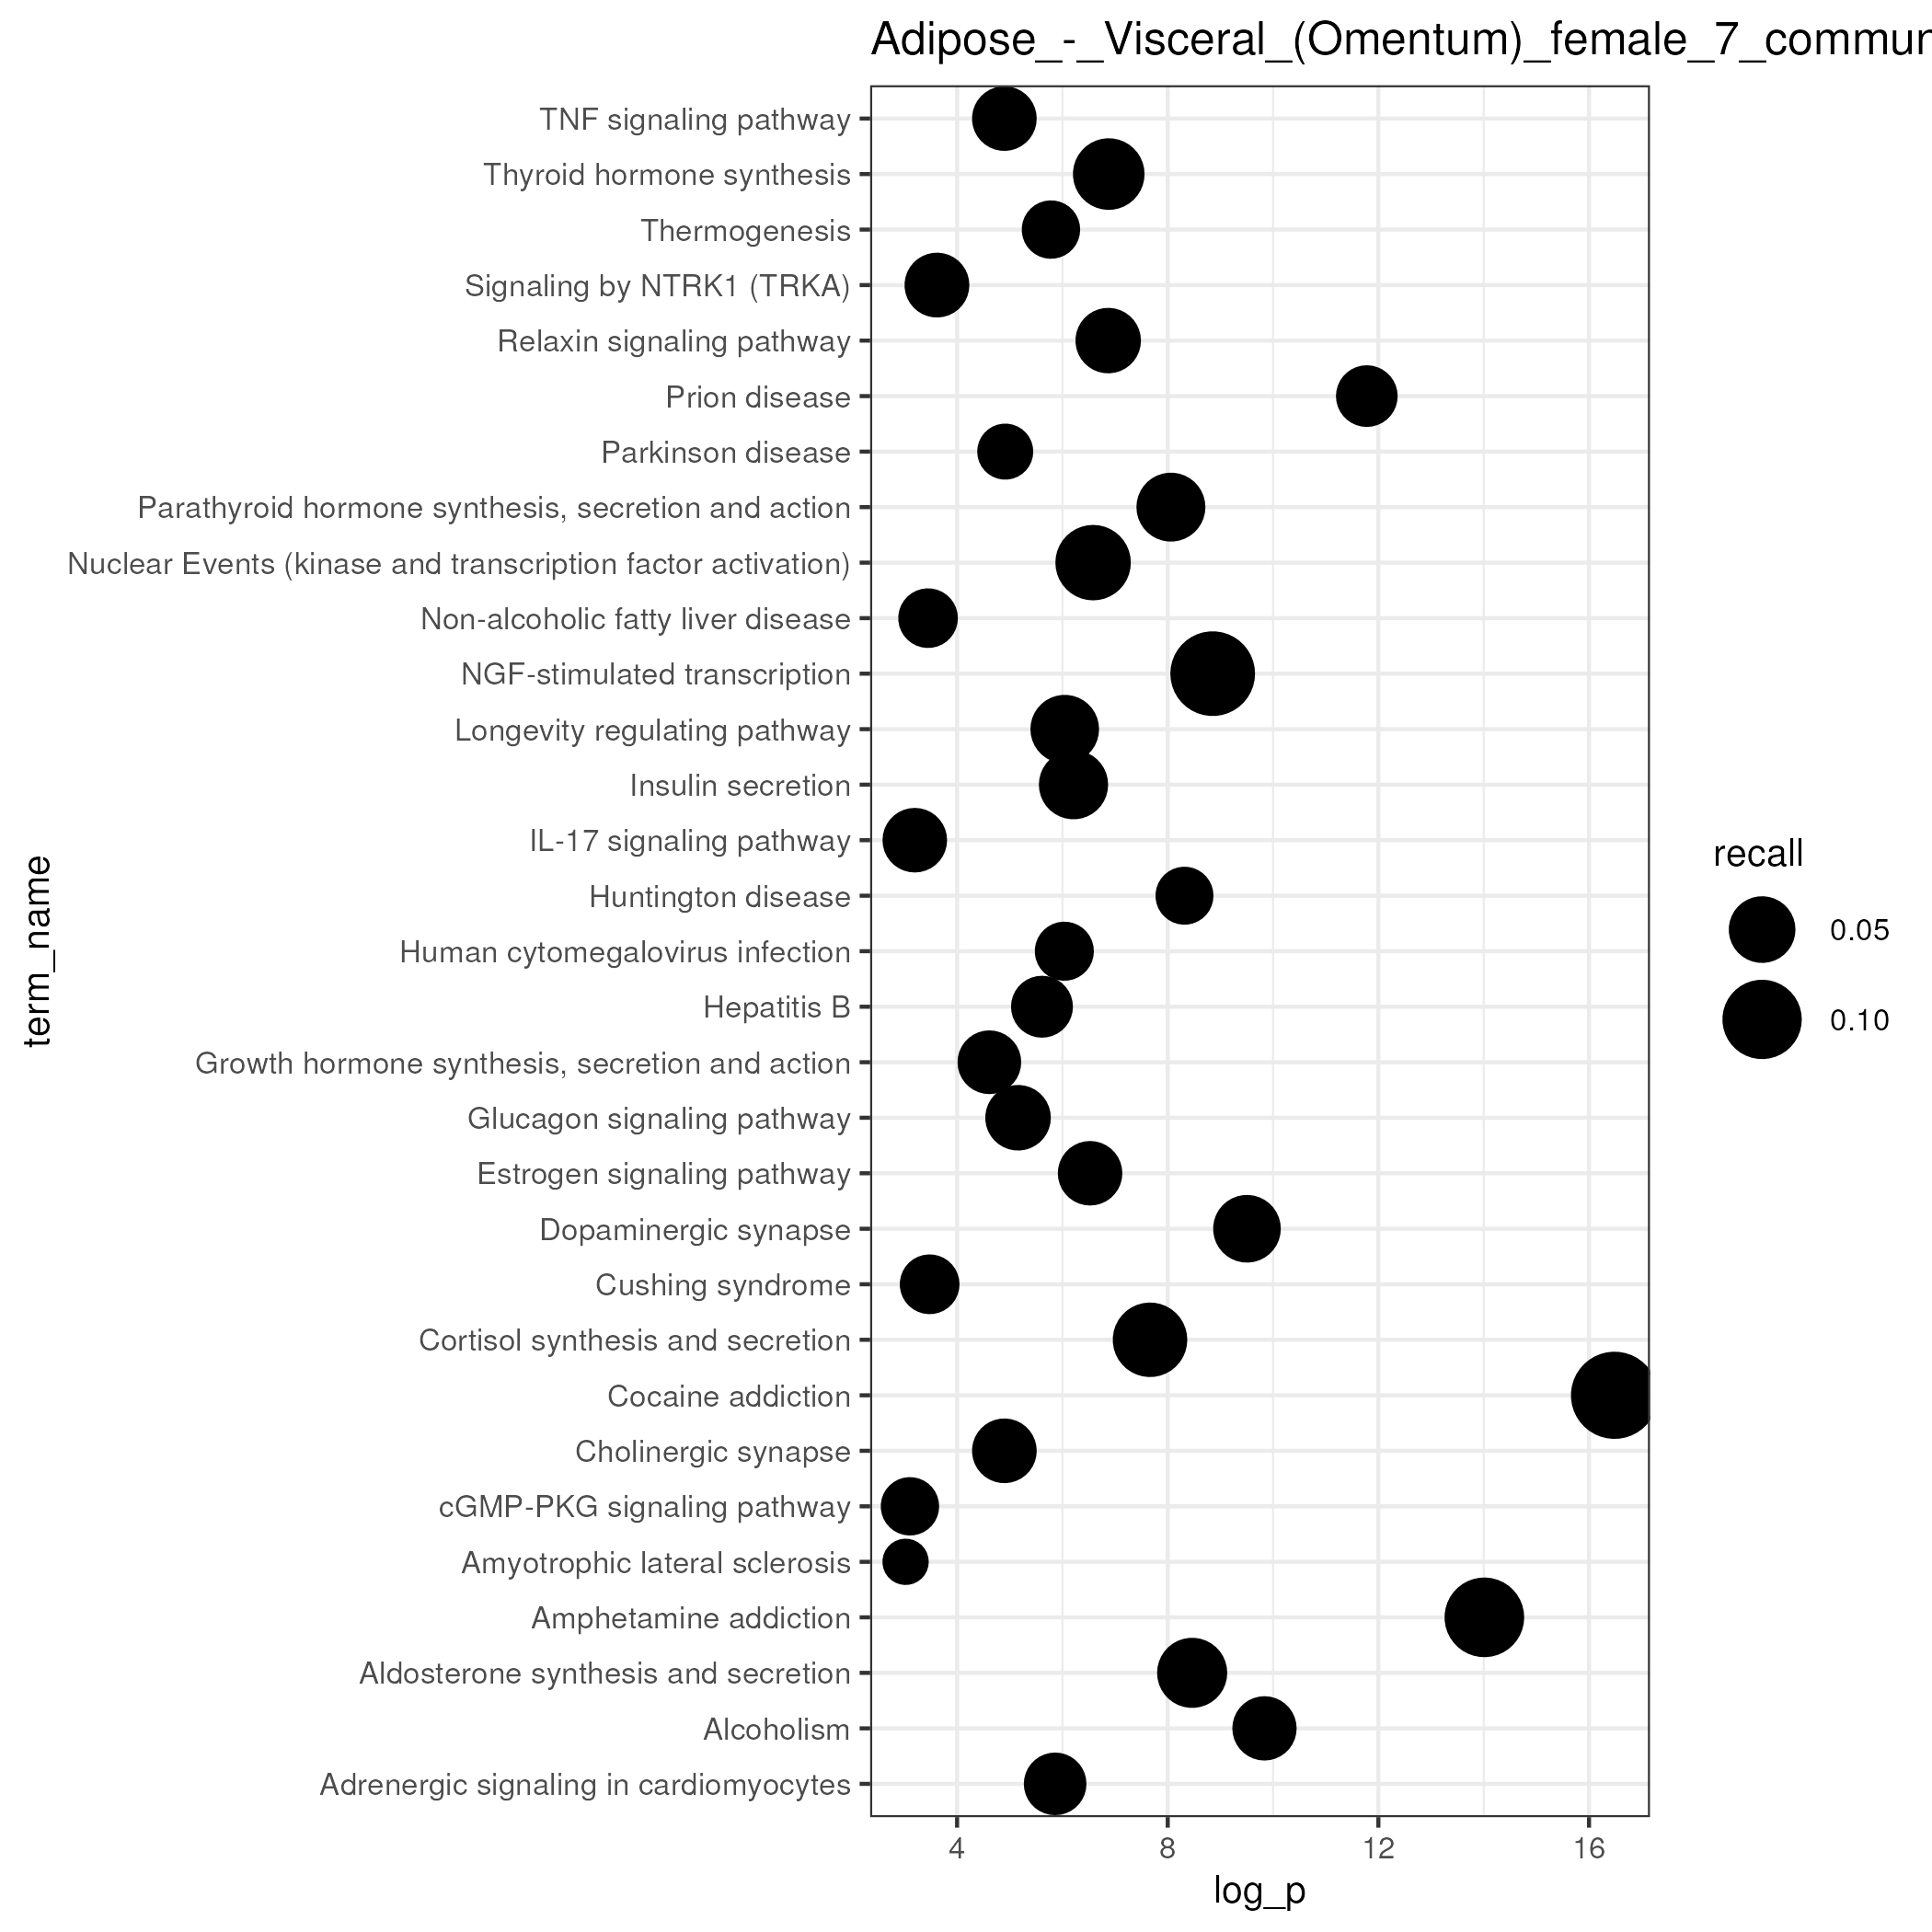 Adipose_-_Visceral_(Omentum)_female_7_commun
TNF signaling pathway
Thyroid hormone synthesis
Thermogenesis
Signaling by NTRK1 (TRKA)
Relaxin signaling pathway
Prion disease
Parkinson disease
Parathyroid hormone synthesis, secretion and action
Nuclear Events (kinase and transcription factor activation)
Non-alcoholic fatty liver disease
NGF-stimulated transcription
Longevity regulating pathway
Insulin secretion
IL-17 signaling pathway
Huntington disease
Human cytomegalovirus infection
Hepatitis B
Growth hormone synthesis, secretion and action
Glucagon signaling pathway
Estrogen signaling pathway
Dopaminergic synapse
Cushing syndrome
Cortisol synthesis and secretion
Cocaine addiction
Cholinergic synapse
cGMP-PKG signaling pathway
Amyotrophic lateral sclerosis
Amphetamine addiction
Aldosterone synthesis and secretion
Alcoholism
Adrenergic signaling in cardiomyocytes
term_name
4 8 12 16
log_p
recall
0.05
0.10